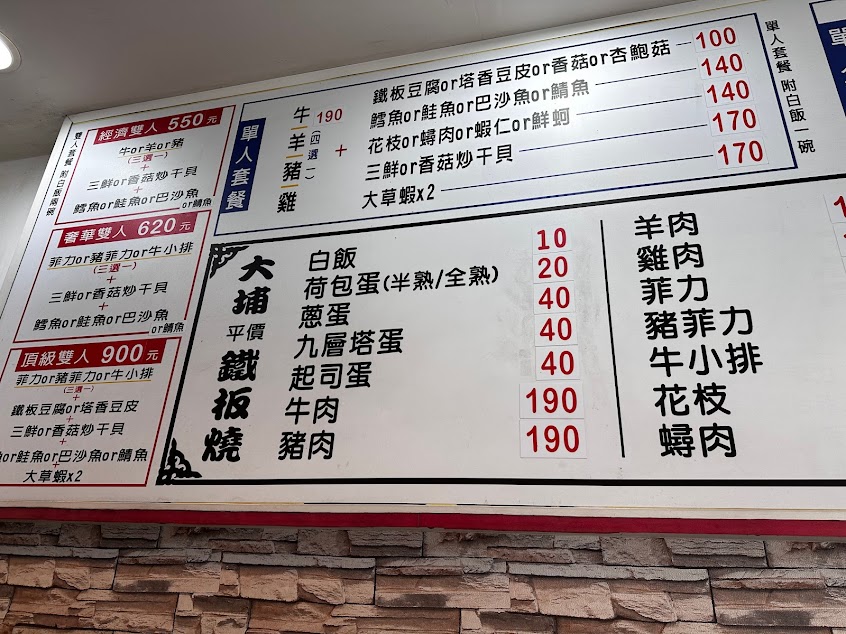 雙人套餐 附白飯兩碗
經濟雙人 550元
牛or羊or豬
(三選一)
+
三鮮or香菇炒干貝
+
鱈魚or鮭魚or巴沙魚
or鯖魚
奢華雙人 620元
菲力or豬菲力or牛小排
(三選一)
+
三鮮or香菇炒干貝
+
鱈魚or鮭魚or巴沙魚
or鯖魚
頂級雙人 900元
菲力or豬菲力or牛小排
(三選一)
+
鐵板豆腐or塔香豆皮
+
三鮮or香菇炒干貝
+
or鮭魚or巴沙魚or鯖魚
大草蝦x2
單人套餐
牛羊豬雞
190
(四選一)
+
鐵板豆腐or塔香豆皮or香菇or杏鮑菇 100
鱈魚or鮭魚or巴沙魚or鯖魚 140
花枝or蟳肉or蝦仁or鮮蚵 140
三鮮or香菇炒干貝 170
大草蝦x2 170
單人套餐 附白飯一碗
大埔平價鐵板燒
白飯 10
荷包蛋(半熟/全熟) 20
蔥蛋 40
九層塔蛋 40
起司蛋 40
牛肉 190
豬肉 190
羊肉
雞肉
菲力
豬菲力
牛小排
花枝
蟳肉
單